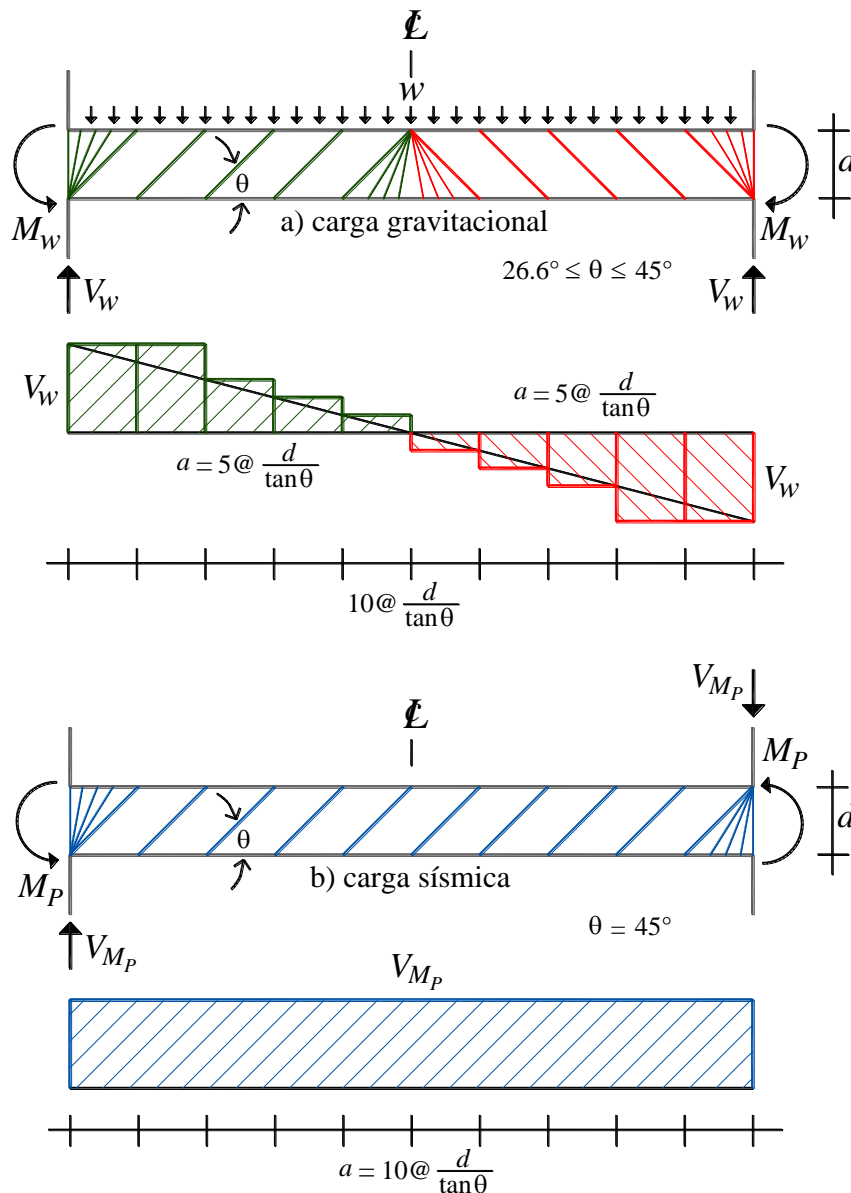 ℄
w
θ
d
M_w
a) carga gravitacional
M_w
26.6° ≤ θ ≤ 45°
V_w
V_w
V_w
a = 5@ d/tanθ
a = 5@ d/tanθ
V_w
10@ d/tanθ
V_{M_P}
℄
M_P
θ
d
M_P
b) carga sísmica
θ = 45°
V_{M_P}
V_{M_P}
a = 10@ d/tanθ